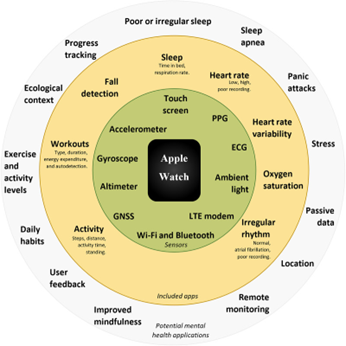 Poor or irregular sleep
Sleep
apnea
Progress
tracking
Sleep
Time in bed,
respiration rate.
Fall
detection
Heart rate
Low, high,
poor recording.
Panic
attacks
Ecological
context
Touch
screen
PPG
Accelerometer
Heart rate
variability
Workouts
Type, duration,
energy expenditure,
and autodetection.
Gyroscope
Apple
Watch
ECG
Stress
Exercise
and activity
levels
Altimeter
Ambient
light
Oxygen
saturation
GNSS
LTE modem
Passive
data
Daily
habits
Activity
Steps, distance,
activity time,
standing.
Wi-Fi and Bluetooth
Sensors
Irregular
rhythm
Normal,
atrial fibrillation,
poor recording.
Location
User
feedback
Included apps
Remote
monitoring
Improved
mindfulness
Potential mental
health applications